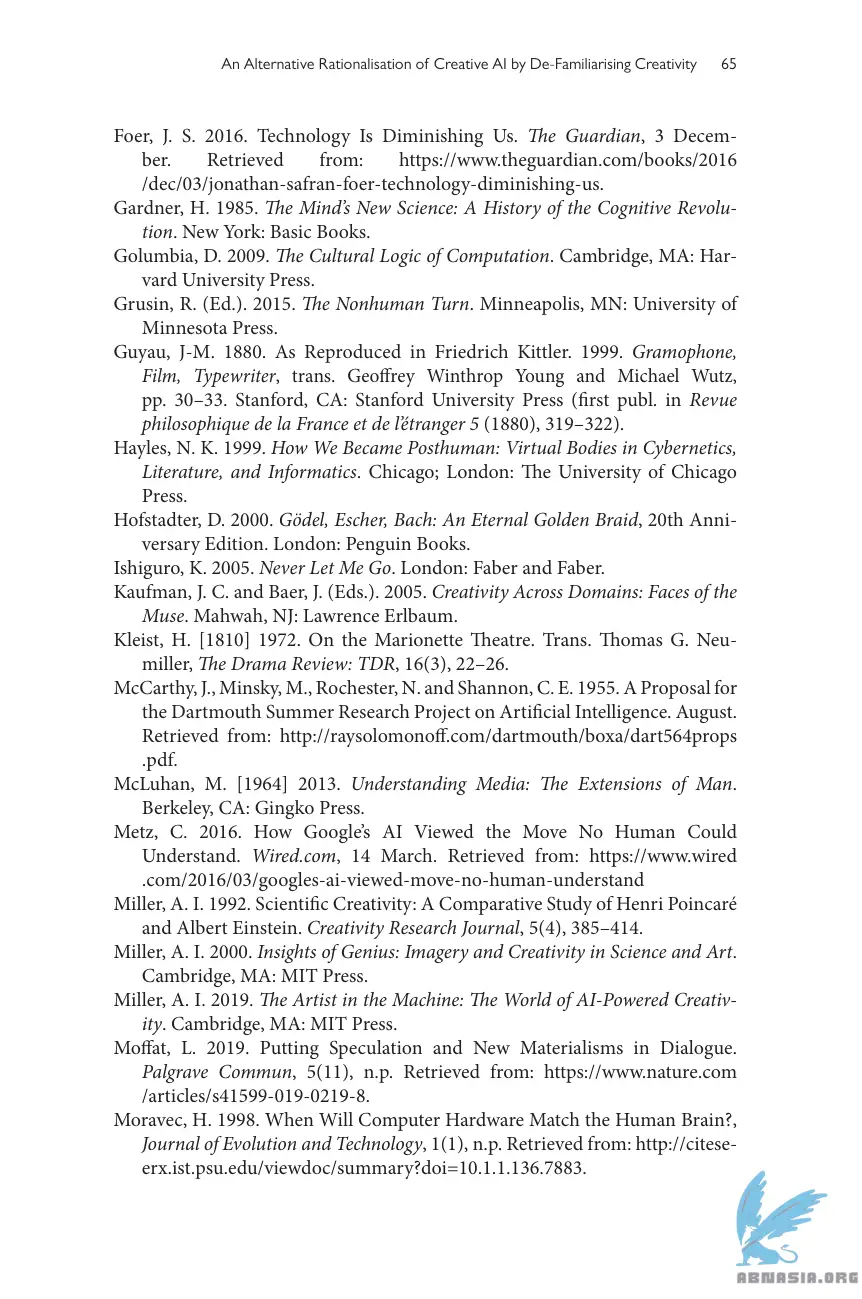 An Alternative Rationalisation of Creative AI by De-Familiarising Creativity 65
Foer, J. S. 2016. Technology Is Diminishing Us. The Guardian, 3 Decem-
ber. Retrieved from: https://www.theguardian.com/books/2016
/dec/03/jonathan-safran-foer-technology-diminishing-us.
Gardner, H. 1985. The Mind's New Science: A History of the Cognitive Revolu-
tion. New York: Basic Books.
Golumbia, D. 2009. The Cultural Logic of Computation. Cambridge, MA: Har-
vard University Press.
Grusin, R. (Ed.). 2015. The Nonhuman Turn. Minneapolis, MN: University of
Minnesota Press.
Guyau, J-M. 1880. As Reproduced in Friedrich Kittler. 1999. Gramophone,
Film, Typewriter, trans. Geoffrey Winthrop Young and Michael Wutz,
pp. 30–33. Stanford, CA: Stanford University Press (first publ. in Revue
philosophique de la France et de l'étranger 5 (1880), 319–322).
Hayles, N. K. 1999. How We Became Posthuman: Virtual Bodies in Cybernetics,
Literature, and Informatics. Chicago; London: The University of Chicago
Press.
Hofstadter, D. 2000. Gödel, Escher, Bach: An Eternal Golden Braid, 20th Anni-
versary Edition. London: Penguin Books.
Ishiguro, K. 2005. Never Let Me Go. London: Faber and Faber.
Kaufman, J. C. and Baer, J. (Eds.). 2005. Creativity Across Domains: Faces of the
Muse. Mahwah, NJ: Lawrence Erlbaum.
Kleist, H. [1810] 1972. On the Marionette Theatre. Trans. Thomas G. Neu-
miller, The Drama Review: TDR, 16(3), 22–26.
McCarthy, J., Minsky, M., Rochester, N. and Shannon, C. E. 1955. A Proposal for
the Dartmouth Summer Research Project on Artificial Intelligence. August.
Retrieved from: http://raysolomonoff.com/dartmouth/boxa/dart564props
.pdf.
McLuhan, M. [1964] 2013. Understanding Media: The Extensions of Man.
Berkeley, CA: Gingko Press.
Metz, C. 2016. How Google's AI Viewed the Move No Human Could
Understand. Wired.com, 14 March. Retrieved from: https://www.wired
.com/2016/03/googles-ai-viewed-move-no-human-understand
Miller, A. I. 1992. Scientific Creativity: A Comparative Study of Henri Poincaré
and Albert Einstein. Creativity Research Journal, 5(4), 385–414.
Miller, A. I. 2000. Insights of Genius: Imagery and Creativity in Science and Art.
Cambridge, MA: MIT Press.
Miller, A. I. 2019. The Artist in the Machine: The World of AI-Powered Creativ-
ity. Cambridge, MA: MIT Press.
Moffat, L. 2019. Putting Speculation and New Materialisms in Dialogue.
Palgrave Commun, 5(11), n.p. Retrieved from: https://www.nature.com
/articles/s41599-019-0219-8.
Moravec, H. 1998. When Will Computer Hardware Match the Human Brain?,
Journal of Evolution and Technology, 1(1), n.p. Retrieved from: http://citese-
erx.ist.psu.edu/viewdoc/summary?doi=10.1.1.136.7883.
ABNASIA.ORG